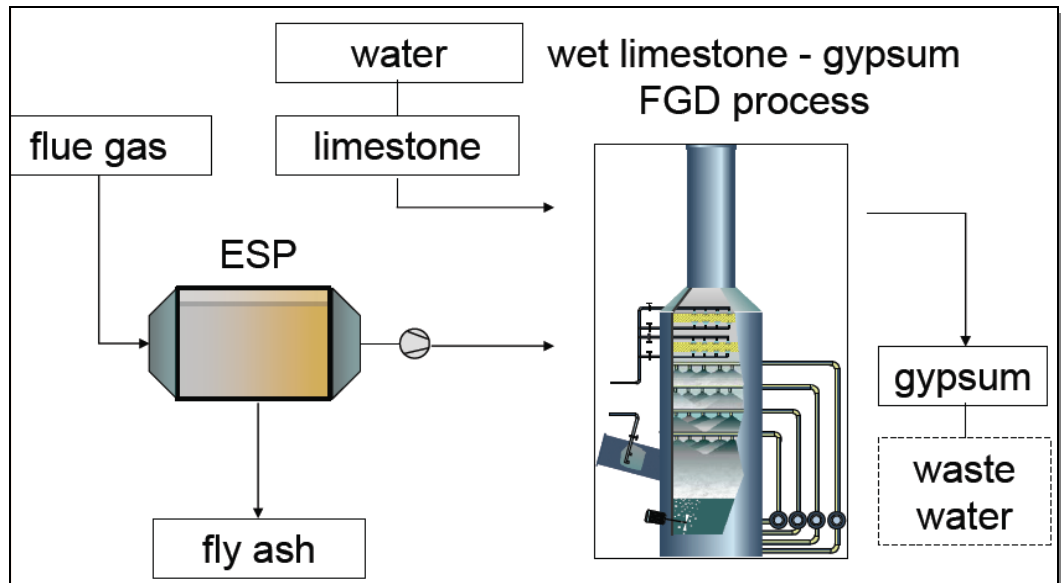 water
wet limestone - gypsum
FGD process
flue gas
limestone
ESP
gypsum
waste
water
fly ash